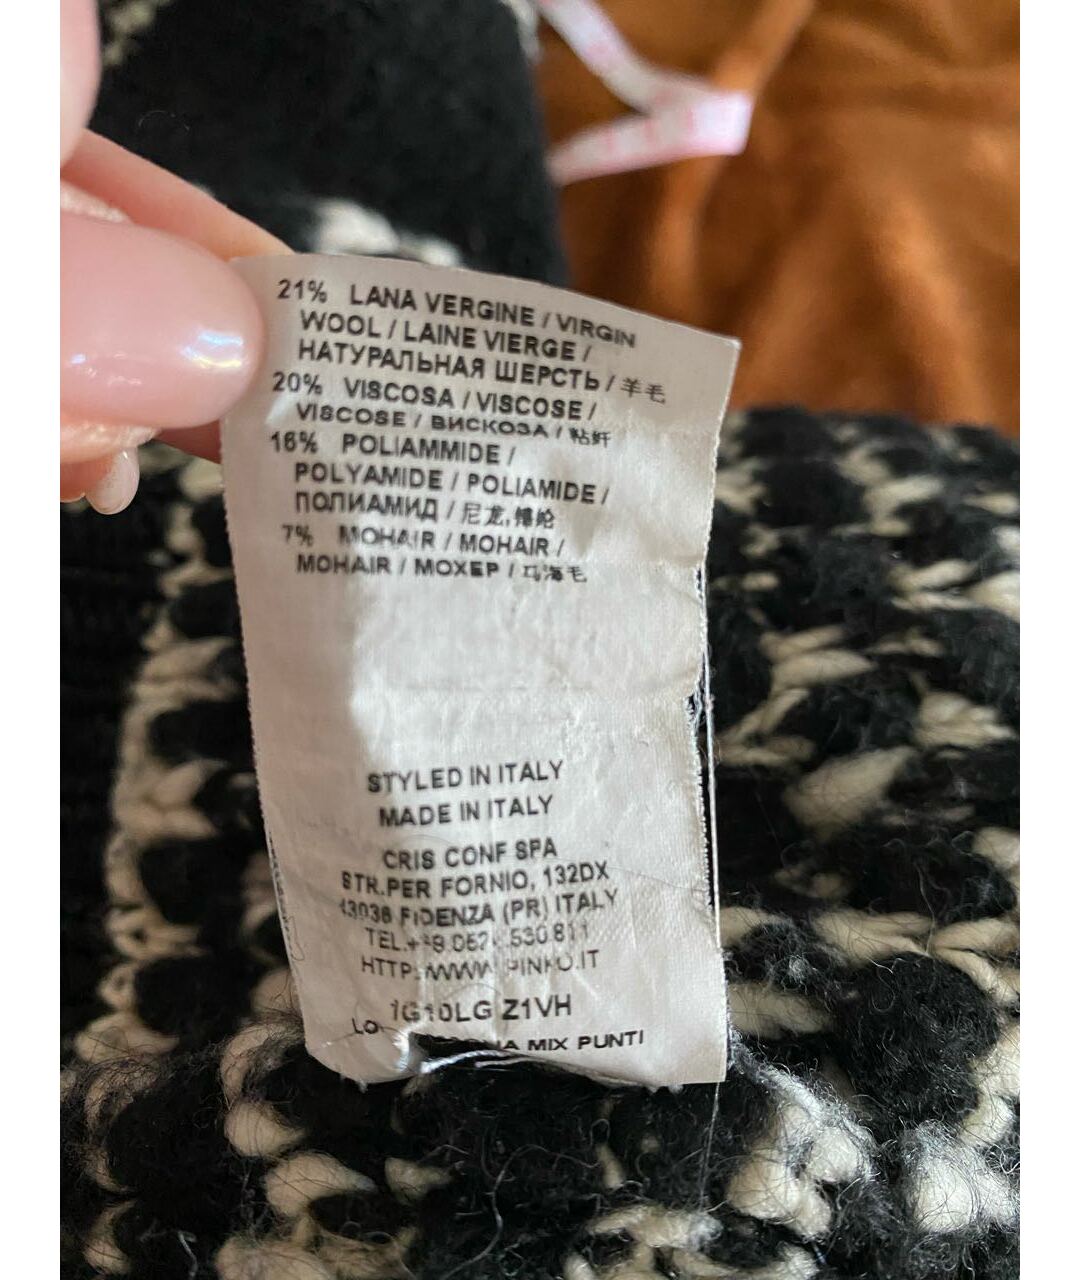 21% LANA VERGINE / VIRGIN
WOOL / LAINE VIERGE /
НАТУРАЛЬНАЯ ШЕРСТЬ / 羊毛
20% VISCOSA / VISCOSE /
VISCOSE / ВИСКОЗА / 粘纤
16% POLIAMMIDE /
POLYAMIDE / POLIAMIDE /
ПОЛИАМИД / 尼龙,锦纶
7% MOHAIR / MOHAIR /
MOHAIR / МОХЕР / 马海毛
STYLED IN ITALY
MADE IN ITALY
CRIS CONF SPA
STR.PER FORNIO, 132DX
43036 FIDENZA (PR) ITALY
TEL.
1G10LG Z1VH
MIX PUNTI